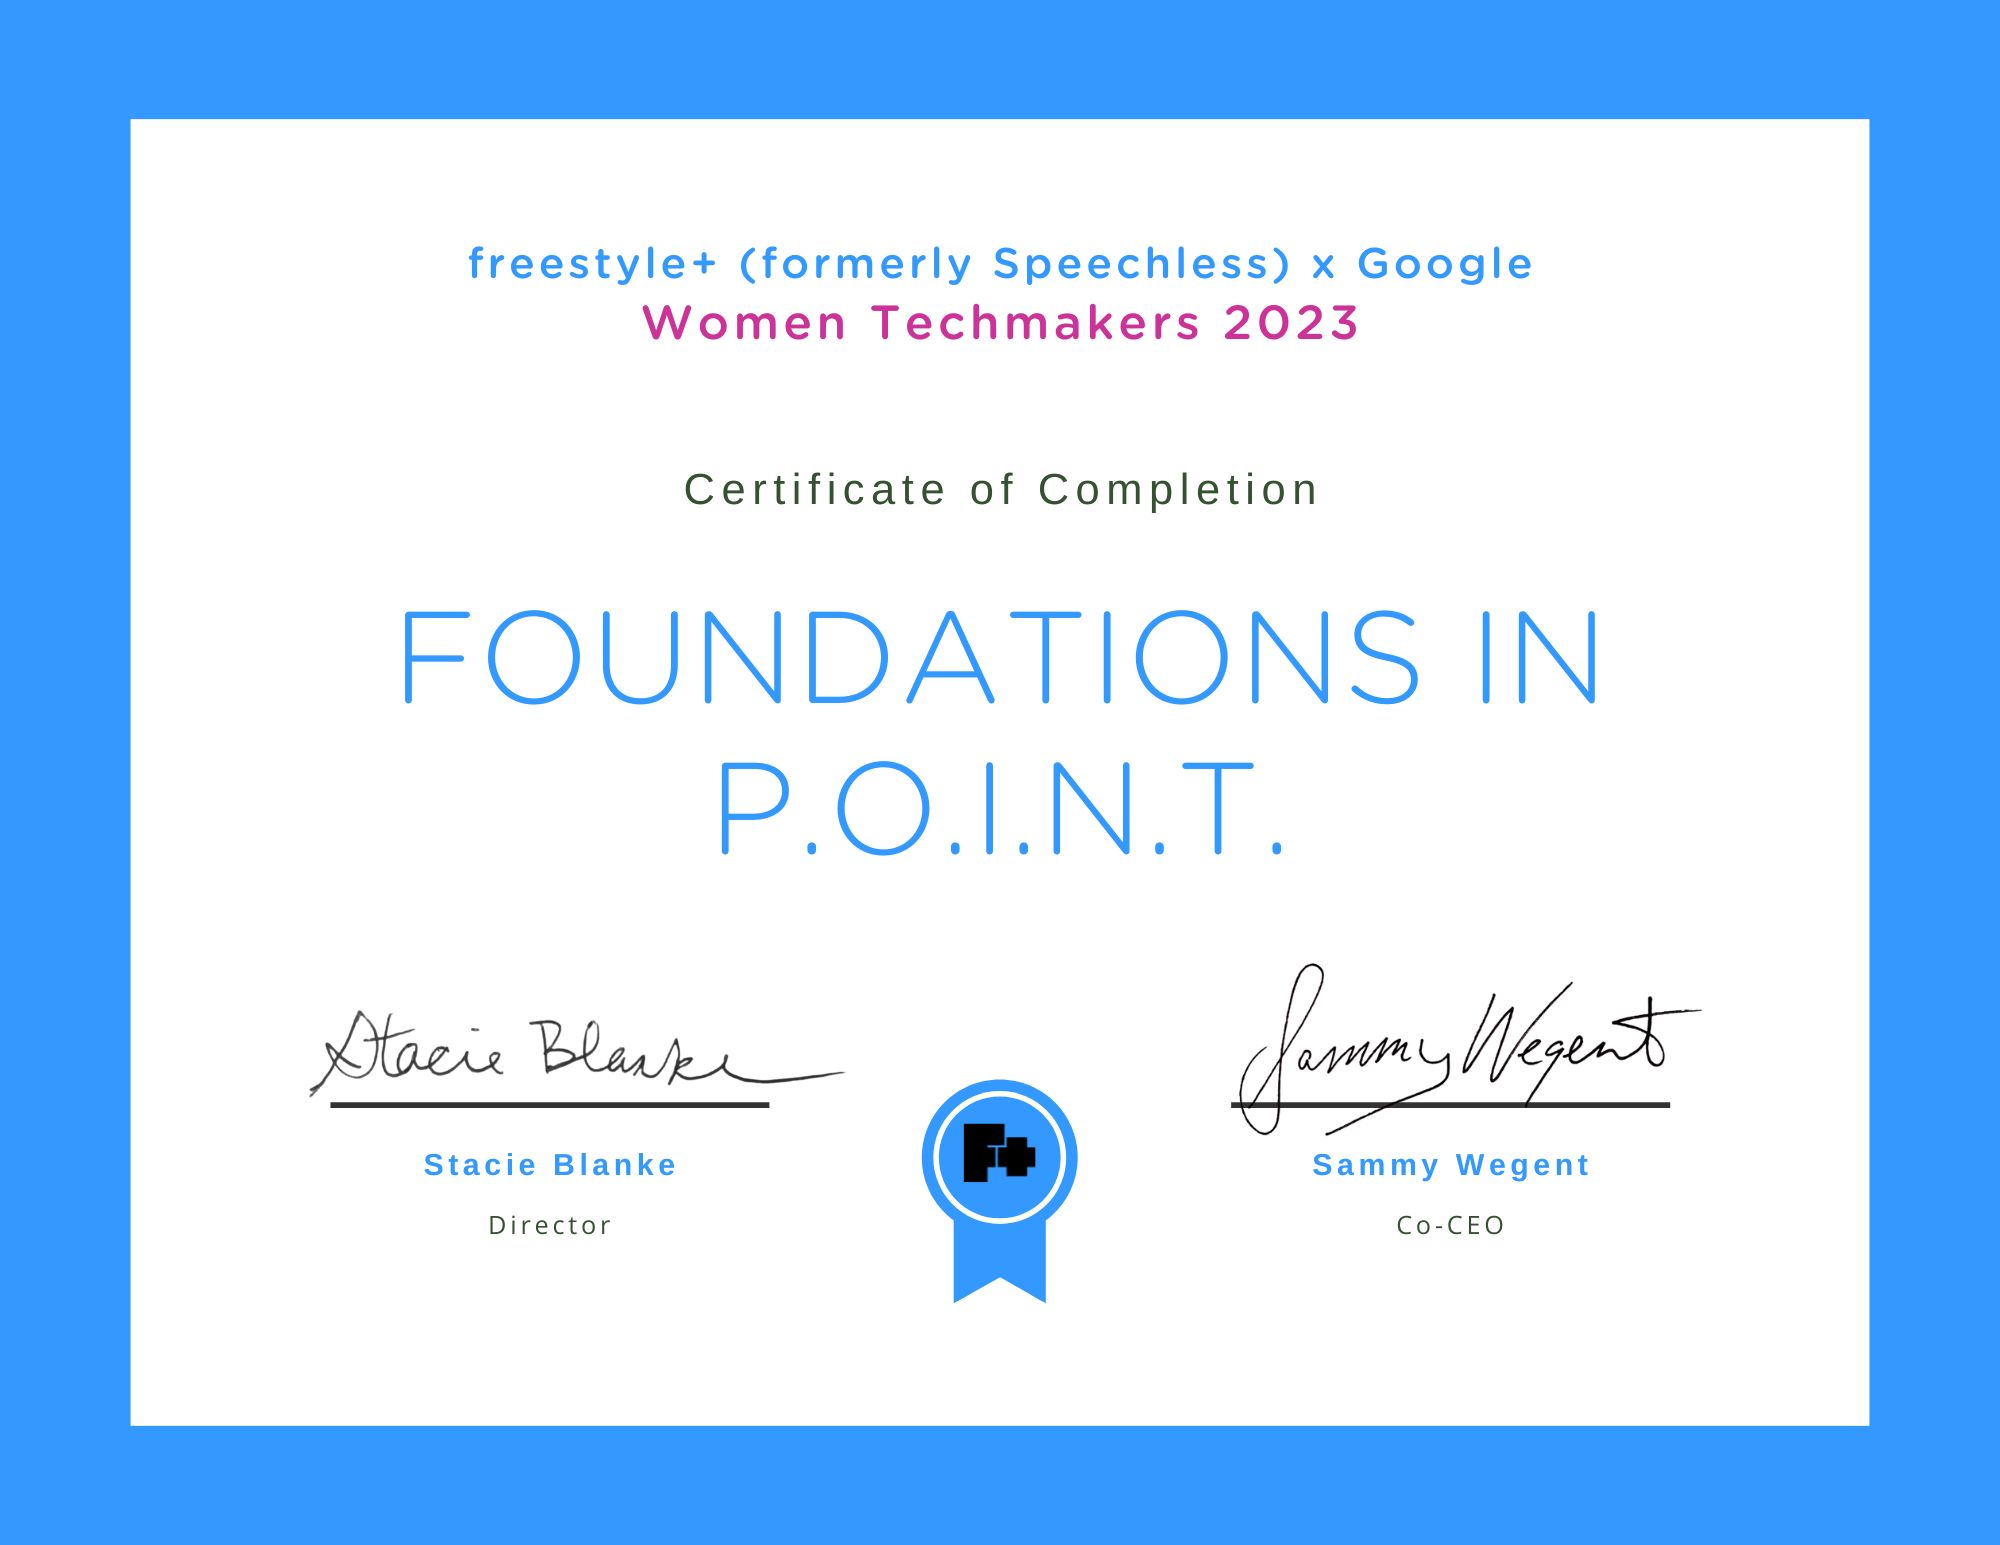 freestyle+ (formerly Speechless) x Google
Women Techmakers 2023
Certificate of Completion
FOUNDATIONS IN
P.O.I.N.T.
Stacie Blanke
Sammy Wegent
Stacie Blanke
Sammy Wegent
Director
Co-CEO
F+